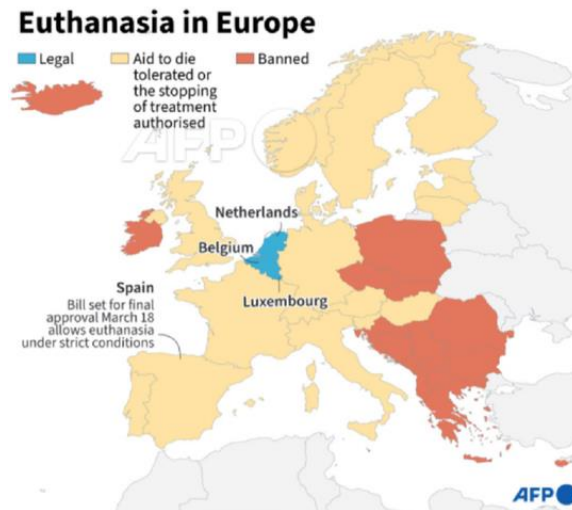 Euthanasia in Europe
Legal
Aid to die
tolerated or
the stopping
of treatment
authorised
Banned
AFP
Netherlands
Belgium
Luxembourg
Spain
Bill set for final
approval March 18
allows euthanasia
under strict conditions
AFP